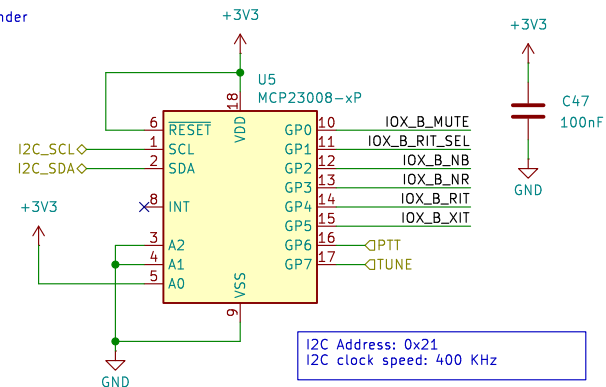 nder
+3V3
+3V3
U5
MCP23008-xP
C47
100nF
GND
18
VDD
6 RESET GP0 10 IOX_B_MUTE
I2C_SCL 1 SCL GP1 11 IOX_B_RIT_SEL
I2C_SDA 2 SDA GP2 12 IOX_B_NB
GP3 13 IOX_B_NR
+3V3 8 INT GP4 14 IOX_B_RIT
GP5 15 IOX_B_XIT
3 A2 GP6 16 PTT
4 A1 GP7 17 TUNE
5 A0
VSS
9
GND
I2C Address: 0x21
I2C clock speed: 400 KHz